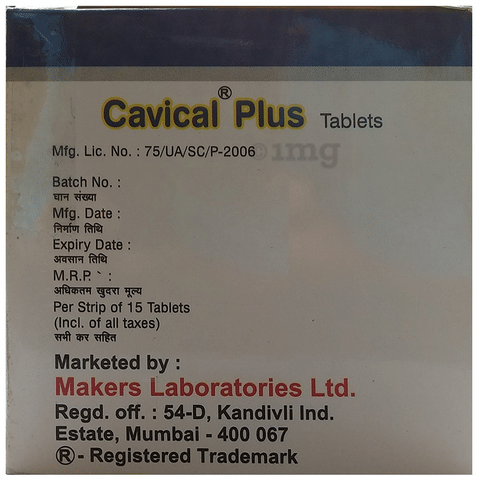 Cavical® Plus Tablets
Mfg. Lic. No. : 75/UA/SC/P-2006
1mg
Batch No. :
घान संख्या
Mfg. Date :
निर्माण तिथि
Expiry Date :
अवसान तिथि
M.R.P. ` :
अधिकतम खुदरा मूल्य
Per Strip of 15 Tablets
(Incl. of all taxes)
सभी कर सहित
Marketed by :
Makers Laboratories Ltd.
Regd. off. : 54-D, Kandivli Ind.
Estate, Mumbai - 400 067
®- Registered Trademark